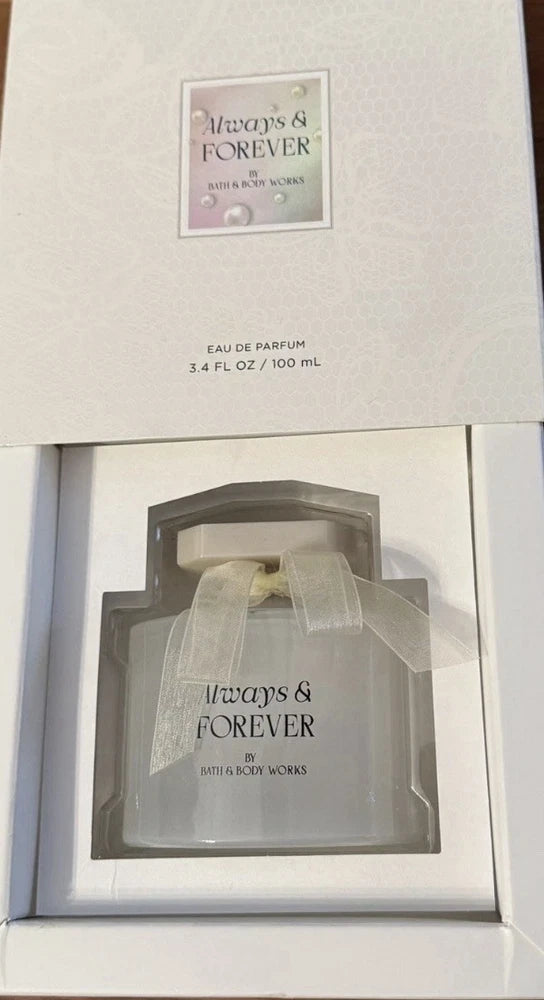 Always &
FOREVER
BY
BATH & BODY WORKS
EAU DE PARFUM
3.4 FL OZ / 100 mL
Always &
FOREVER
BY
BATH & BODY WORKS